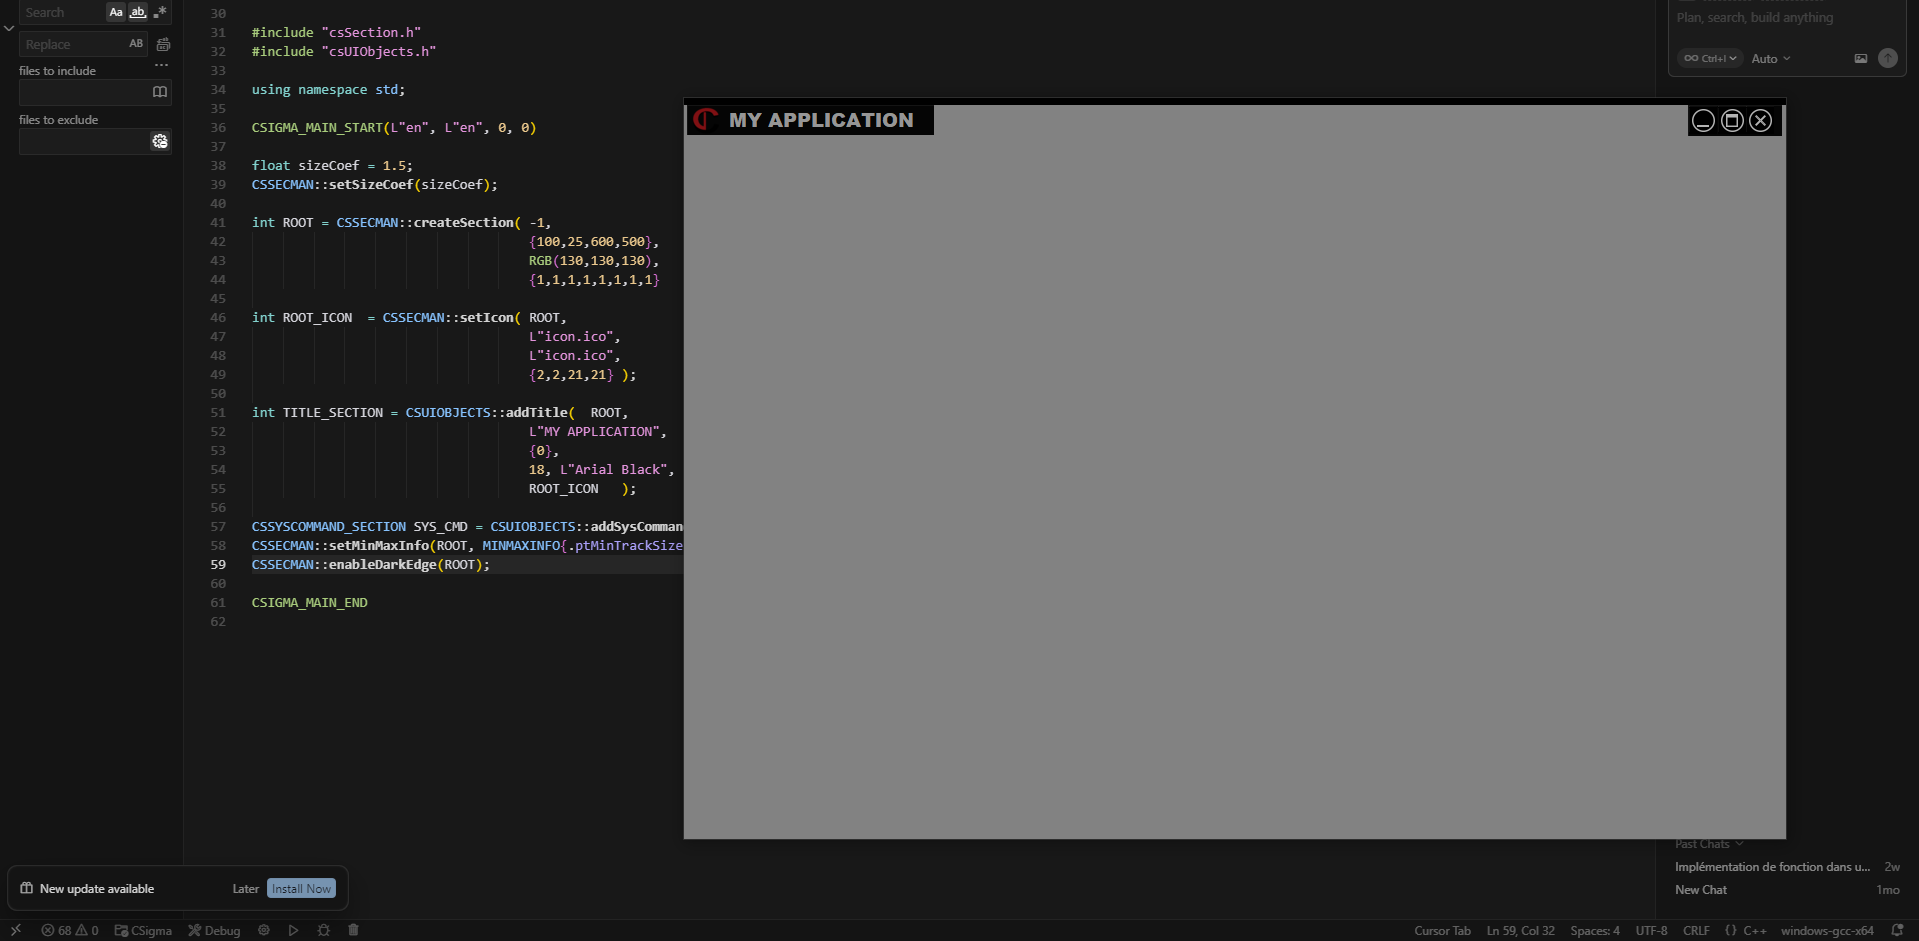 Search
Aa
ab
.*
Replace
AB
files to include
files to exclude
30
31 #include "csSection.h"
32 #include "csUIObjects.h"
33
34 using namespace std;
35
36 CSIGMA_MAIN_START(L"en", L"en", 0, 0)
37
38 float sizeCoef = 1.5;
39 CSSECMAN::setSizeCoef(sizeCoef);
40
41 int ROOT = CSSECMAN::createSection( -1,
42 {100,25,600,500},
43 RGB(130,130,130),
44 {1,1,1,1,1,1,1,1}
45
46 int ROOT_ICON  = CSSECMAN::setIcon( ROOT,
47 L"icon.ico",
48 L"icon.ico",
49 {2,2,21,21} );
50
51 int TITLE_SECTION = CSUIOBJECTS::addTitle(  ROOT,
52 L"MY APPLICATION",
53 {0},
54 18, L"Arial Black",
55 ROOT_ICON   );
56
57 CSSYSCOMMAND_SECTION SYS_CMD = CSUIOBJECTS::addSysComman
58 CSSECMAN::setMinMaxInfo(ROOT, MINMAXINFO{.ptMinTrackSize
59 CSSECMAN::enableDarkEdge(ROOT);
60
61 CSIGMA_MAIN_END
62
MY APPLICATION
Plan, search, build anything
Ctrl+I
Auto
Past Chats
Implémentation de fonction dans u... 2w
New Chat 1mo
New update available Later Install Now
68 0 CSigma Debug
Cursor Tab Ln 59, Col 32 Spaces: 4 UTF-8 CRLF {} C++ windows-gcc-x64